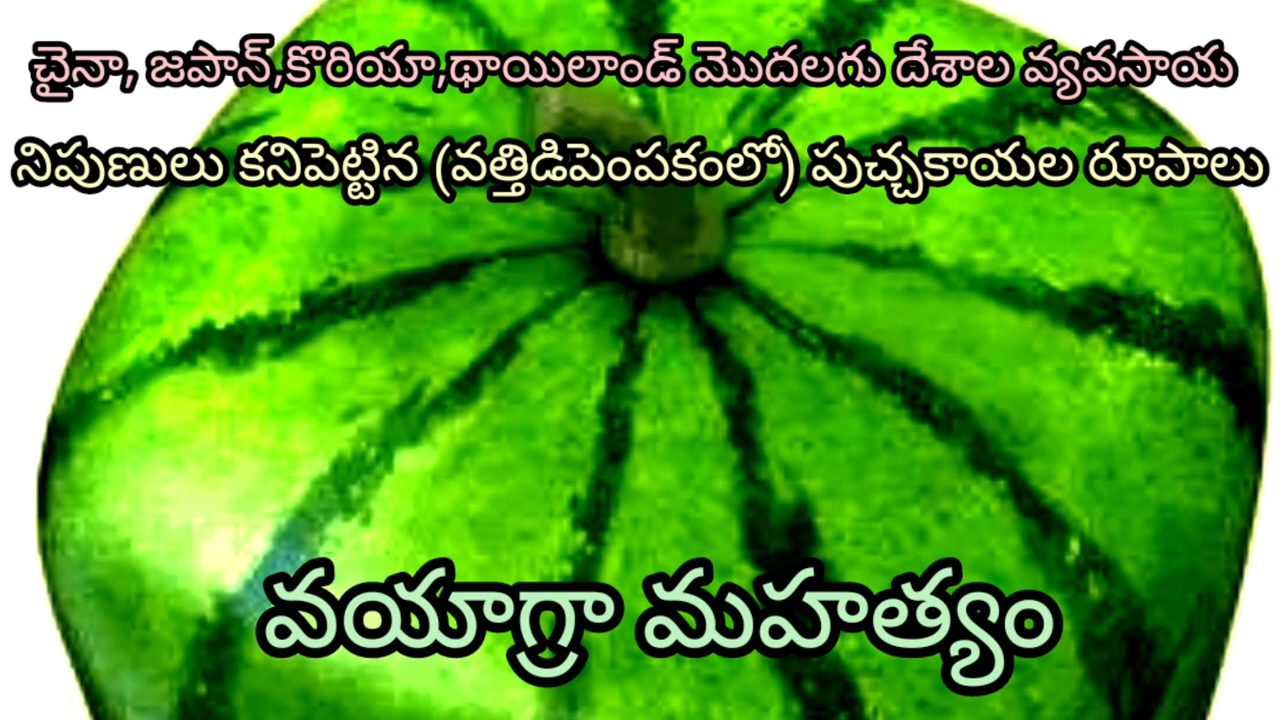 చైనా, జపాన్,కొరియా,థాయిలాండ్ మొదలగు దేశాల వ్యవసాయ
నిపుణులు కనిపెట్టిన (వత్తిడిపెంపకంలో) పుచ్చకాయల రూపాలు
వయాగ్రా మహత్యం